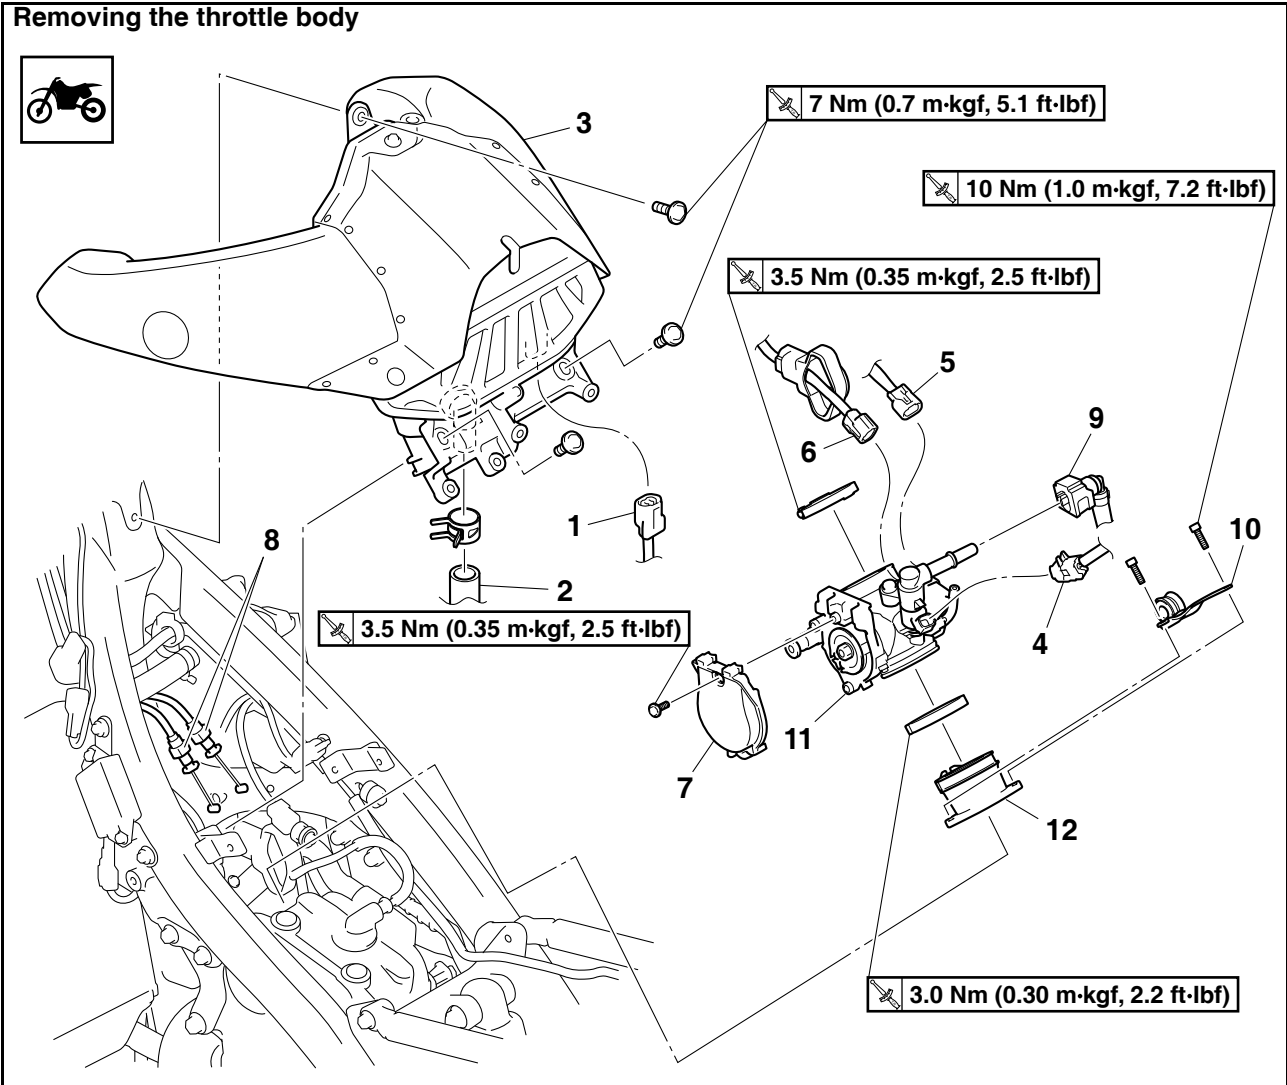 Removing the throttle body
7 Nm (0.7 m·kgf, 5.1 ft·lbf)
3
10 Nm (1.0 m·kgf, 7.2 ft·lbf)
3.5 Nm (0.35 m·kgf, 2.5 ft·lbf)
5
6
9
1
10
8
2
3.5 Nm (0.35 m·kgf, 2.5 ft·lbf)
4
11
7
12
3.0 Nm (0.30 m·kgf, 2.2 ft·lbf)